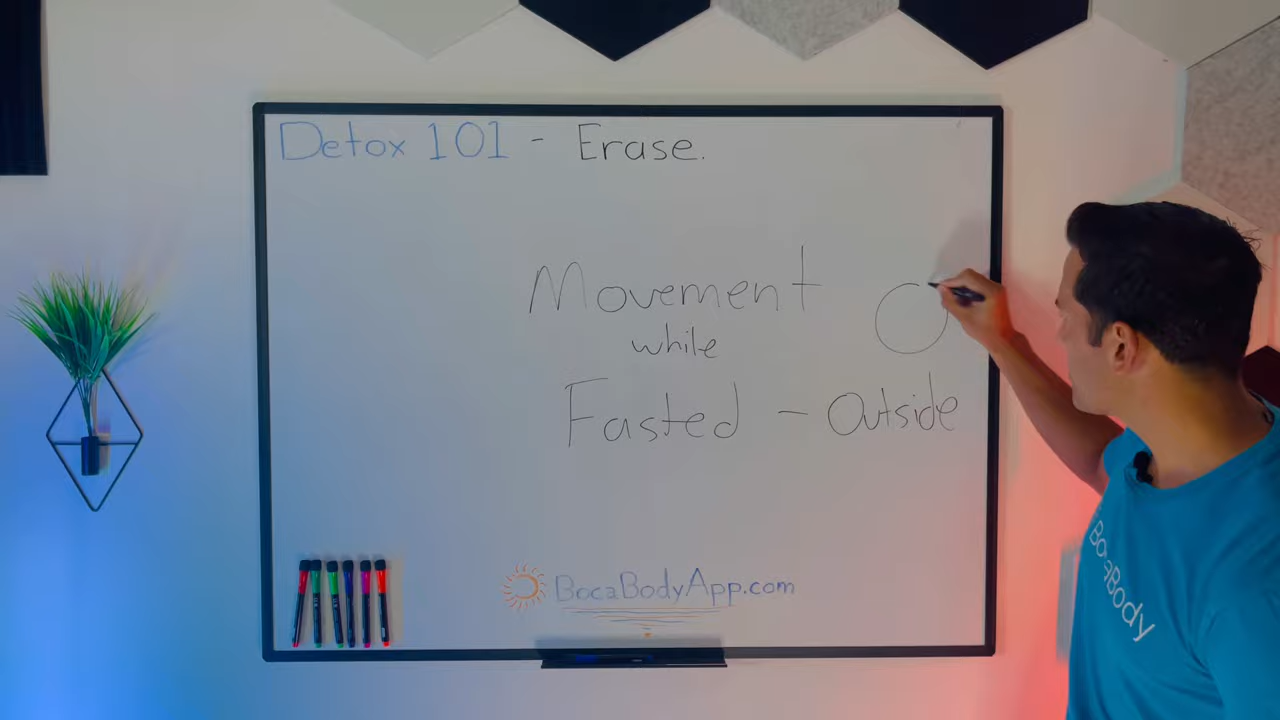 Detox 101 - Erase.
Movement
while
Fasted - Outside
BocaBodyApp.com
BocaBody